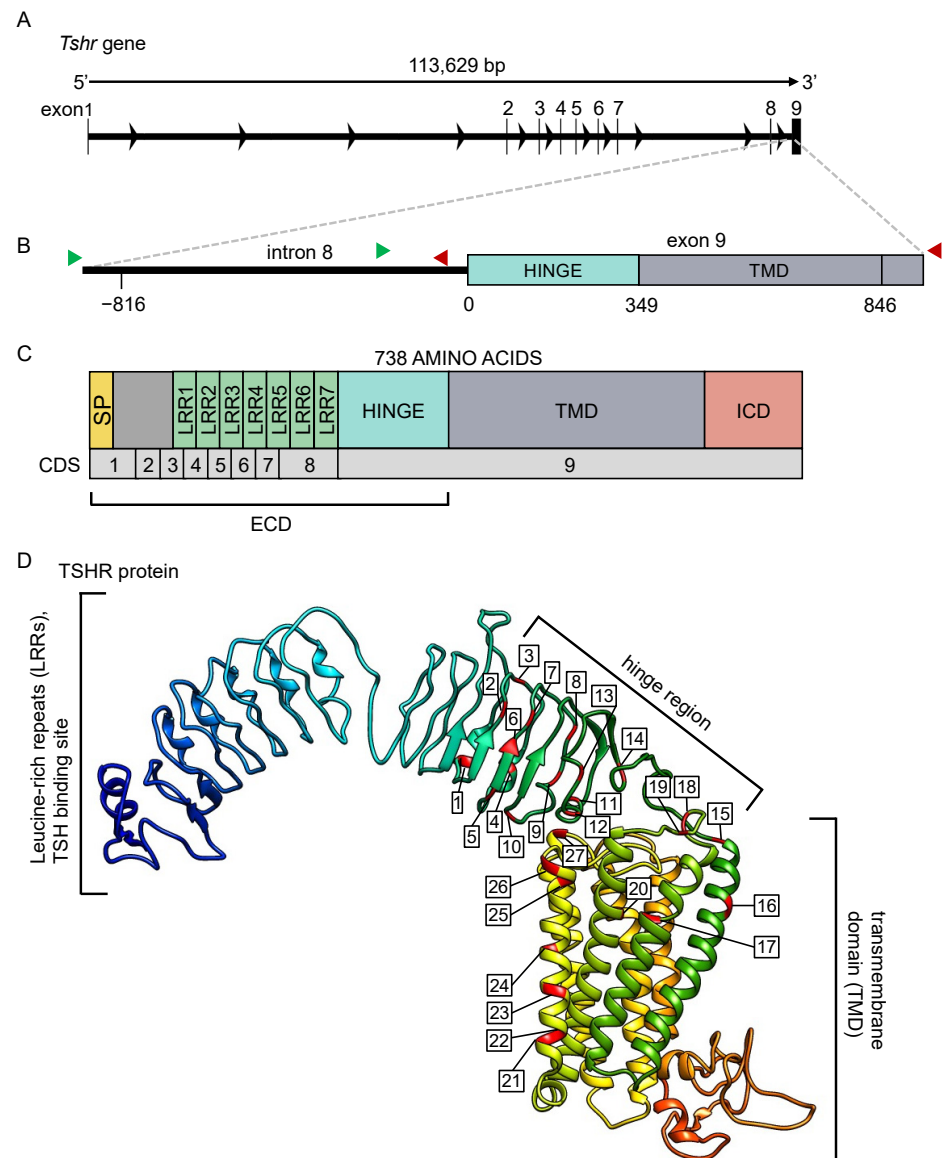 A
Tshr gene
113,629 bp
5’ 3’
exon1 2 3 4 5 6 7 8 9
B
intron 8 exon 9
HINGE TMD
−816 0 349 846
C
738 AMINO ACIDS
SP LRR1 LRR2 LRR3 LRR4 LRR5 LRR6 LRR7 HINGE TMD ICD
CDS 1 2 3 4 5 6 7 8 9
ECD
D
TSHR protein
Leucine-rich repeats (LRRs),
TSH binding site
hinge region
3
2 7 8
6 13
14
1 19 18 15
5 4 10 9 11
12
27
26 20
25 16
17
24
23
22
21
transmembrane
domain (TMD)